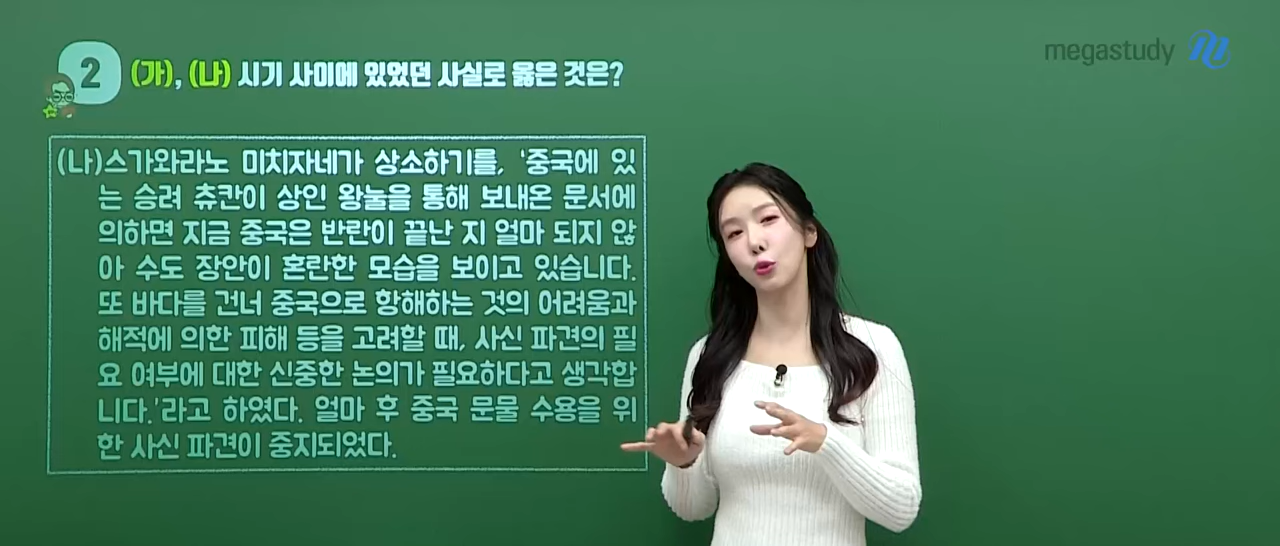 megastudy
2 (가), (나) 시기 사이에 있었던 사실로 옳은 것은?
(나)스가와라노 미치자네가 상소하기를, '중국에 있
는 승려 츄칸이 상인 왕눌을 통해 보내온 문서에
의하면 지금 중국은 반란이 끝난 지 얼마 되지 않
아 수도 장안이 혼란한 모습을 보이고 있습니다.
또 바다를 건너 중국으로 항해하는 것의 어려움과
해적에 의한 피해 등을 고려할 때, 사신 파견의 필
요 여부에 대한 신중한 논의가 필요하다고 생각합
니다.'라고 하였다. 얼마 후 중국 문물 수용을 위
한 사신 파견이 중지되었다.